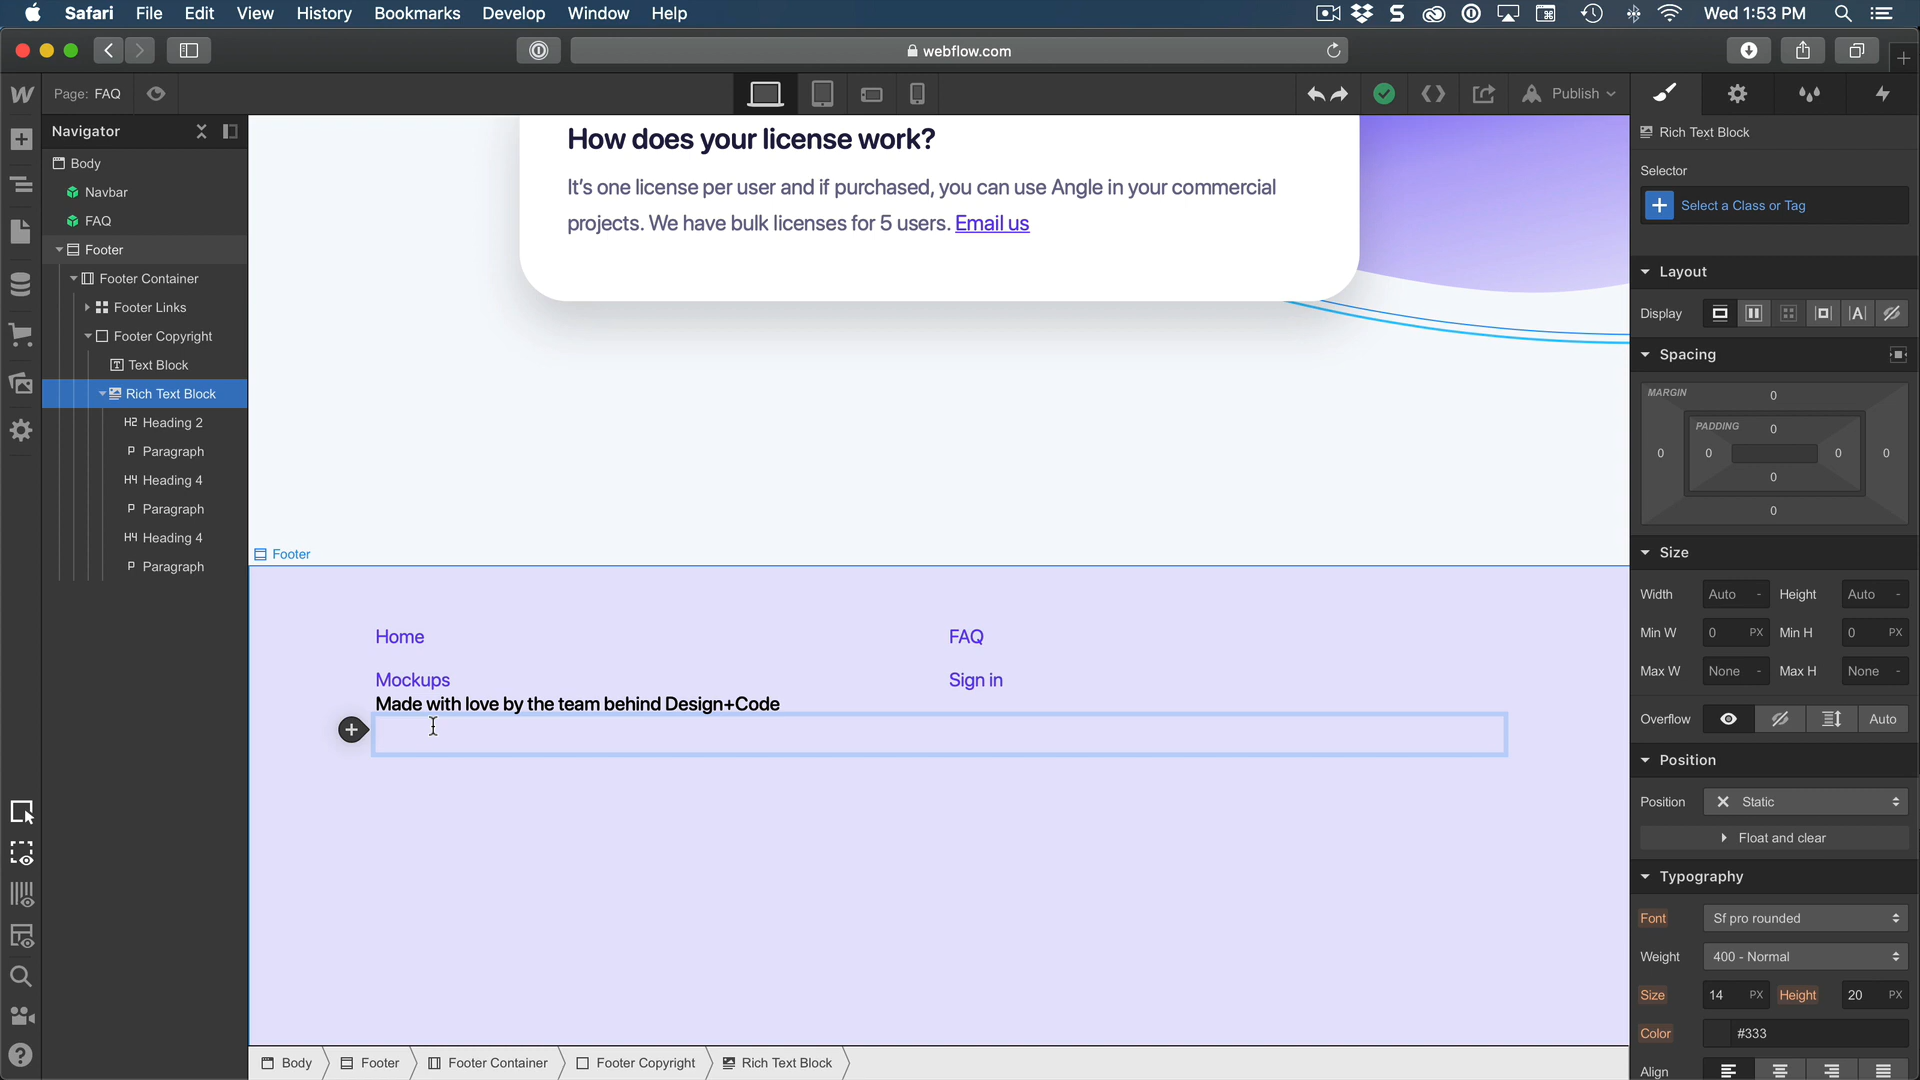 Safari File Edit View History Bookmarks Develop Window Help
Wed 1:53 PM
webflow.com
Page: FAQ
Publish
Navigator
Body
Navbar
FAQ
Footer
Footer Container
Footer Links
Footer Copyright
Text Block
Rich Text Block
H2 Heading 2
P Paragraph
H4 Heading 4
P Paragraph
H4 Heading 4
P Paragraph
How does your license work?
It's one license per user and if purchased, you can use Angle in your commercial
projects. We have bulk licenses for 5 users. Email us
Footer
Home
FAQ
Mockups
Sign in
Made with love by the team behind Design+Code
Body Footer Footer Container Footer Copyright Rich Text Block
Rich Text Block
Selector
Select a Class or Tag
Layout
Display
Spacing
MARGIN
0
PADDING
0
0 0 0 0
0
0
Size
Width Auto - Height Auto -
Min W 0 PX Min H 0 PX
Max W None - Max H None -
Overflow Auto
Position
Position Static
Float and clear
Typography
Font Sf pro rounded
Weight 400 - Normal
Size 14 PX Height 20 PX
Color #333
Align